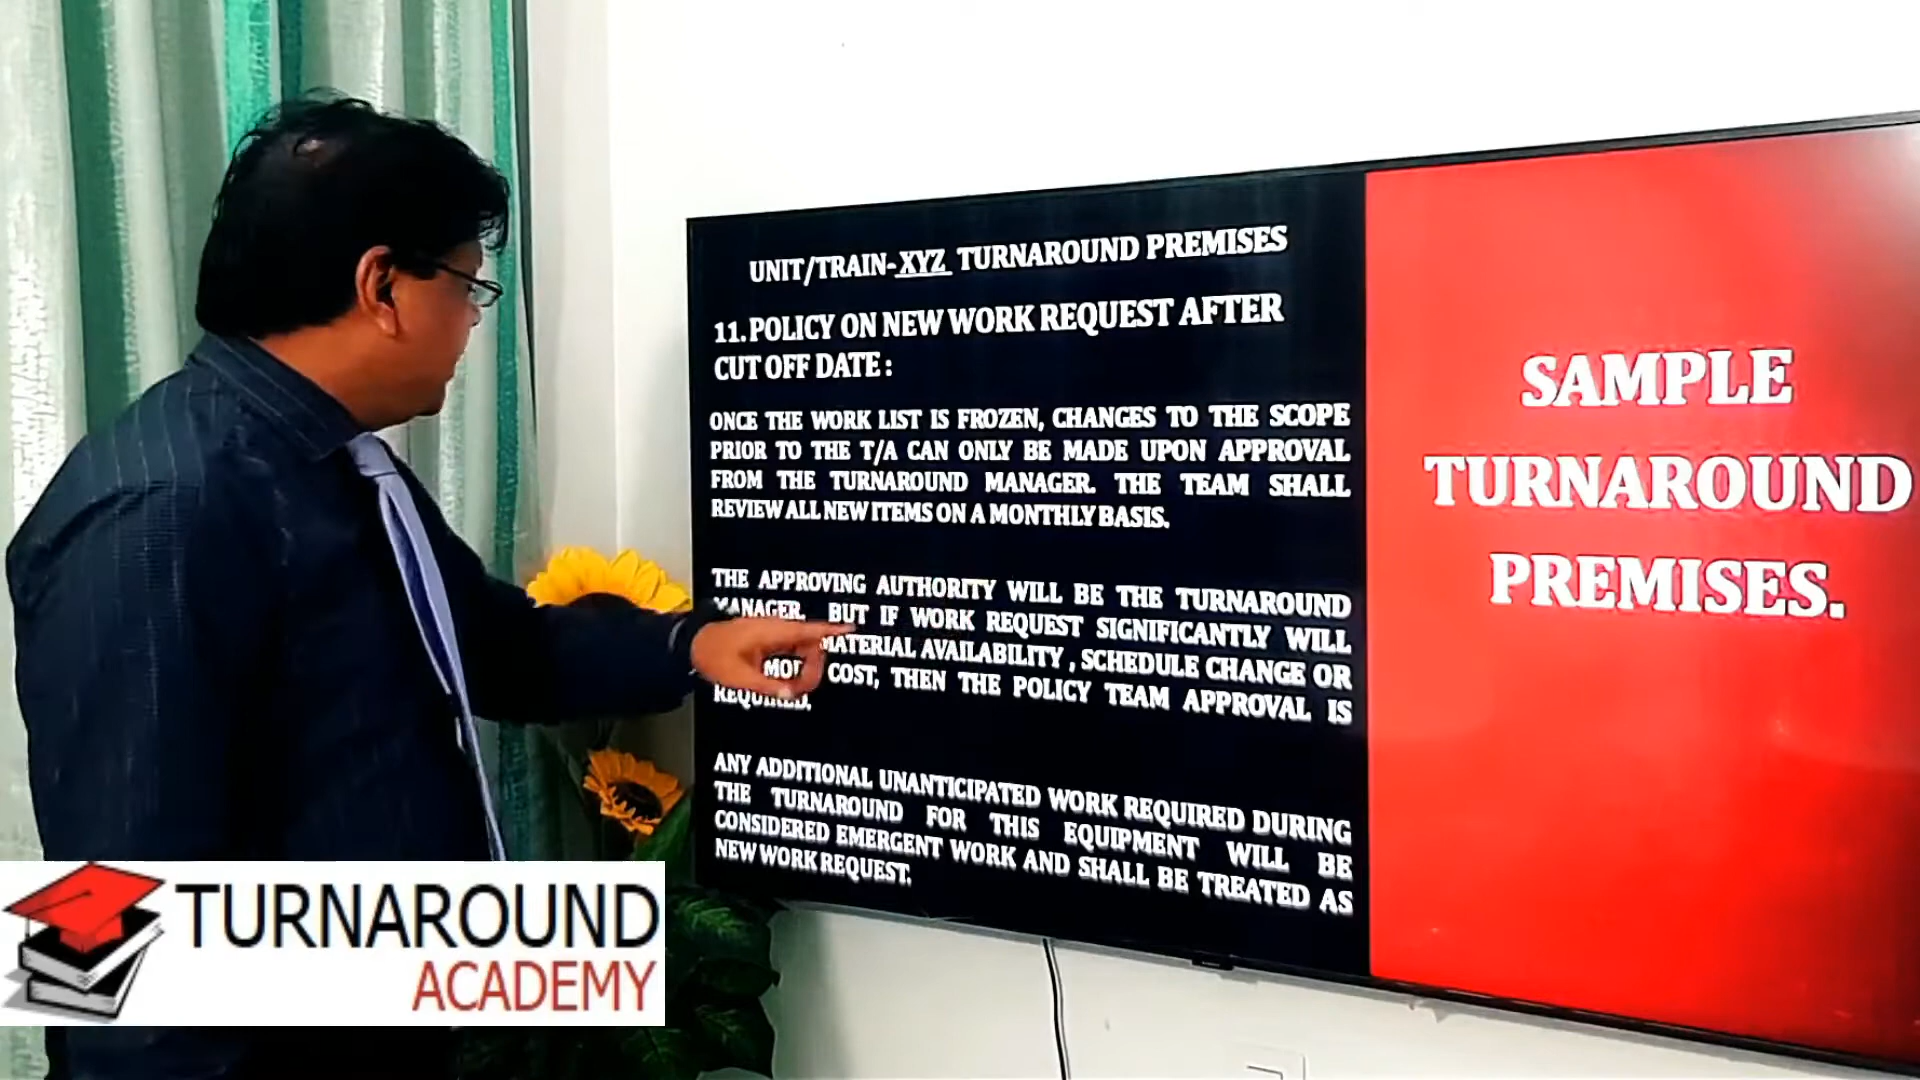 UNIT/TRAIN-XYZ TURNAROUND PREMISES
11. POLICY ON NEW WORK REQUEST AFTER
CUT OFF DATE :
ONCE THE WORK LIST IS FROZEN, CHANGES TO THE SCOPE
PRIOR TO THE T/A CAN ONLY BE MADE UPON APPROVAL
FROM THE TURNAROUND MANAGER. THE TEAM SHALL
REVIEW ALL NEW ITEMS ON A MONTHLY BASIS.
THE APPROVING AUTHORITY WILL BE THE TURNAROUND
MANAGER. BUT IF WORK REQUEST SIGNIFICANTLY WILL
MATERIAL AVAILABILITY , SCHEDULE CHANGE OR
COST, THEN THE POLICY TEAM APPROVAL IS
REQUIRED.
ANY ADDITIONAL UNANTICIPATED WORK REQUIRED DURING
THE TURNAROUND FOR THIS EQUIPMENT WILL BE
CONSIDERED EMERGENT WORK AND SHALL BE TREATED AS
NEW WORK REQUEST.
SAMPLE
TURNAROUND
PREMISES.
TURNAROUND
ACADEMY